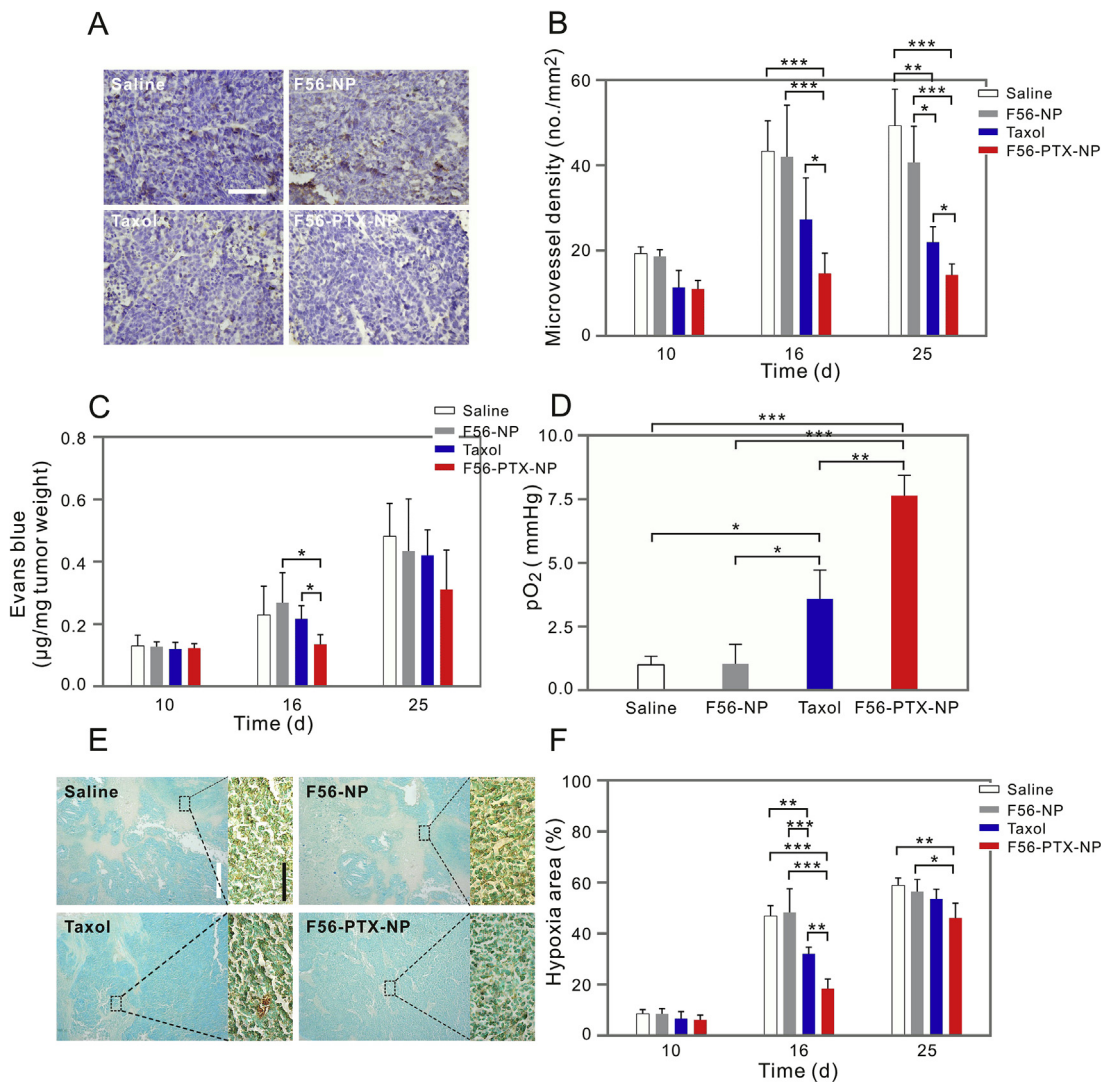 A
Saline
F56-NP
Taxol
F56-PTX-NP
B
Microvessel density (no./mm²)
60
40
20
0
10
16
25
Time (d)
***
***
*
***
**
***
*
*
Saline
F56-NP
Taxol
F56-PTX-NP
C
Evans blue
(μg/mg tumor weight)
0.8
0.6
0.4
0.2
0.0
10
16
25
Time (d)
*
*
Saline
F56-NP
Taxol
F56-PTX-NP
D
pO₂ (mmHg)
10.0
7.5
5.0
2.5
0.0
***
***
**
*
*
Saline
F56-NP
Taxol
F56-PTX-NP
E
Saline
F56-NP
Taxol
F56-PTX-NP
F
Hypoxia area (%)
100
80
60
40
20
0
10
16
25
Time (d)
**
***
***
***
**
**
*
Saline
F56-NP
Taxol
F56-PTX-NP